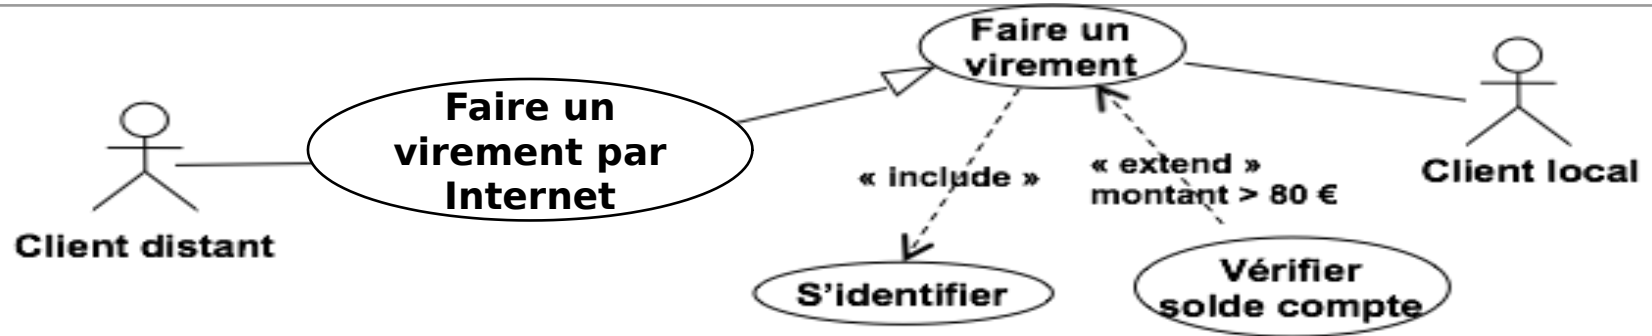 Faire un
virement
Faire un
virement par
Internet
Client distant
Client local
« include »
« extend »
montant > 80 €
S'identifier
Vérifier
solde compte